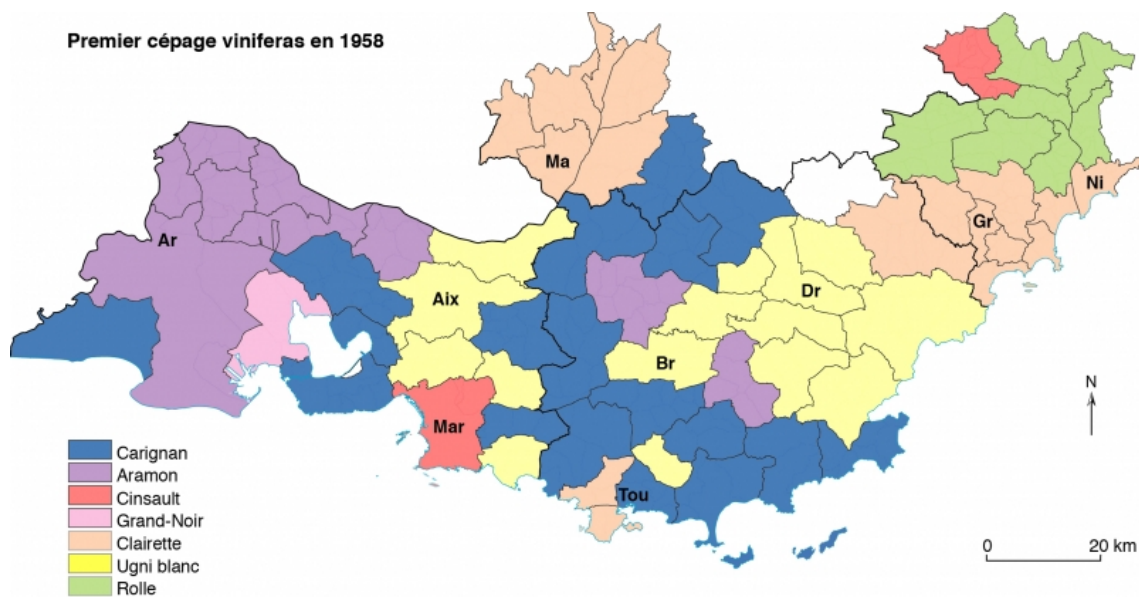 Premier cépage viniferas en 1958
Ma
Ni
Gr
Ar
Aix
Dr
Br
Mar
Tou
N
Carignan
Aramon
Cinsault
Grand-Noir
Clairette
Ugni blanc
Rolle
0 20 km